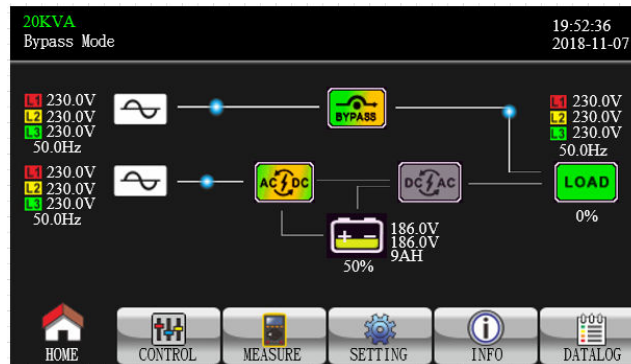 20KVA
Bypass Mode
19:52:36
2018-11-07
L1 230.0V
L2 230.0V
L3 230.0V
50.0Hz
BYPASS
L1 230.0V
L2 230.0V
L3 230.0V
50.0Hz
L1 230.0V
L2 230.0V
L3 230.0V
50.0Hz
AC DC
DC AC
LOAD
0%
+ -
186.0V
186.0V
9AH
50%
HOME
CONTROL
MEASURE
SETTING
INFO
DATALOG